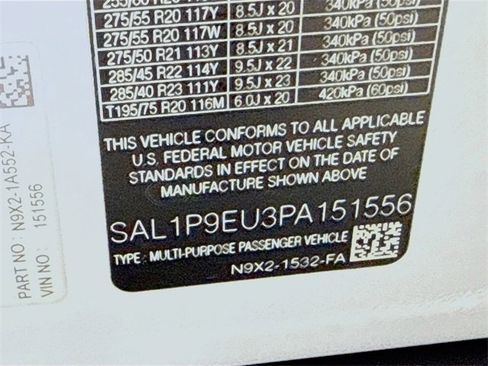 275/55 R20 117Y 8.5J x 20 340kPa (50psi)
275/55 R20 117W 8.5J x 20 340kPa (50psi)
275/50 R21 113Y 8.5J x 21 340kPa (50psi)
285/45 R22 114Y 9.5J x 22 340kPa (50psi)
285/40 R23 111Y 9.5J x 23 340kPa (50psi)
T195/75 R20 116M 6.0J x 20 420kPa (60psi)
THIS VEHICLE CONFORMS TO ALL APPLICABLE
U.S. FEDERAL MOTOR VEHICLE SAFETY
STANDARDS IN EFFECT ON THE DATE OF
MANUFACTURE SHOWN ABOVE.
SAL1P9EU3PA151556
TYPE: MULTI-PURPOSE PASSENGER VEHICLE
N9X2-1532-FA
PART NO : N9X2-1A552-KA
VIN NO : 151556